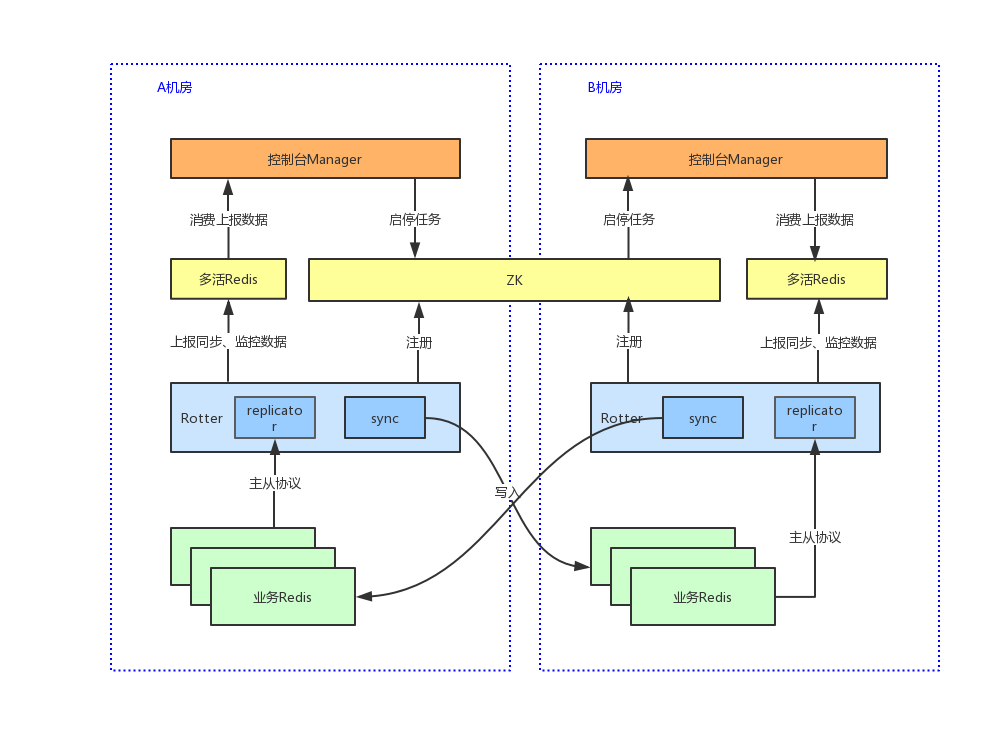 A机房
B机房
控制台Manager
控制台Manager
消费上报数据
启停任务
启停任务
消费上报数据
多活Redis
ZK
多活Redis
上报同步、监控数据
注册
注册
上报同步、监控数据
Rotter
replicato
r
sync
Rotter
sync
replicato
r
主从协议
写入
主从协议
业务Redis
业务Redis